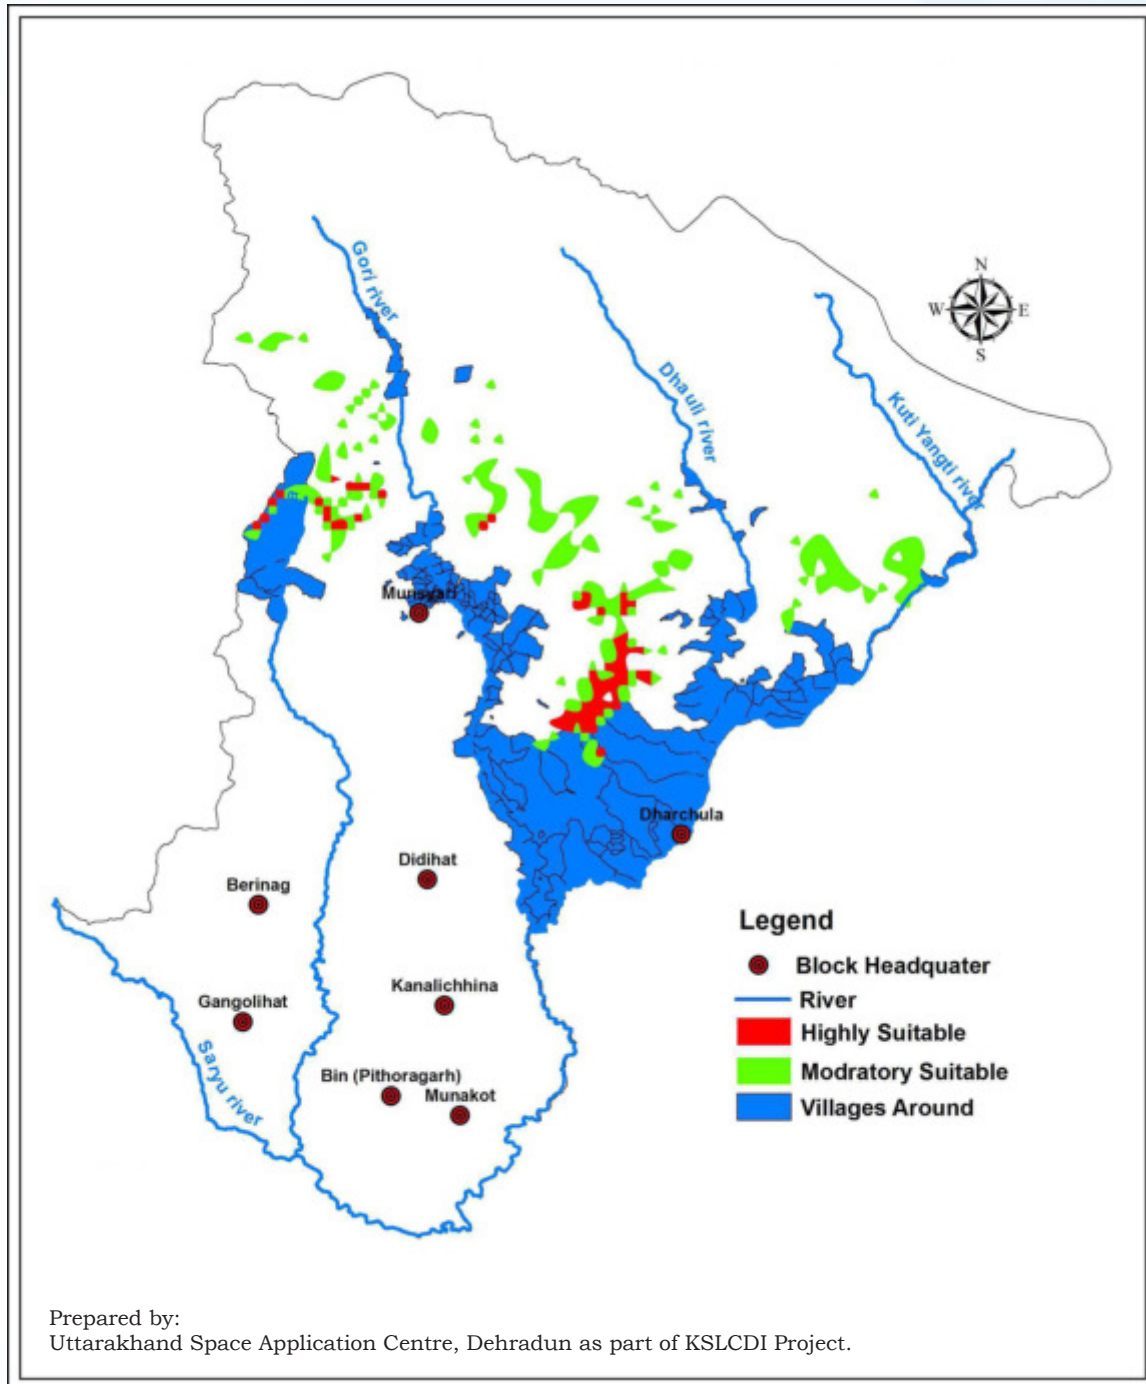 N
W
E
S
Gori river
Dhauli river
Kuti Yangti river
Munsyari
Dharchula
Didihat
Berinag
Kanalichhina
Gangolihat
Saryu river
Bin (Pithoragarh)
Munakot
Legend
Block Headquater
River
Highly Suitable
Modratory Suitable
Villages Around
Prepared by:
Uttarakhand Space Application Centre, Dehradun as part of KSLCDI Project.